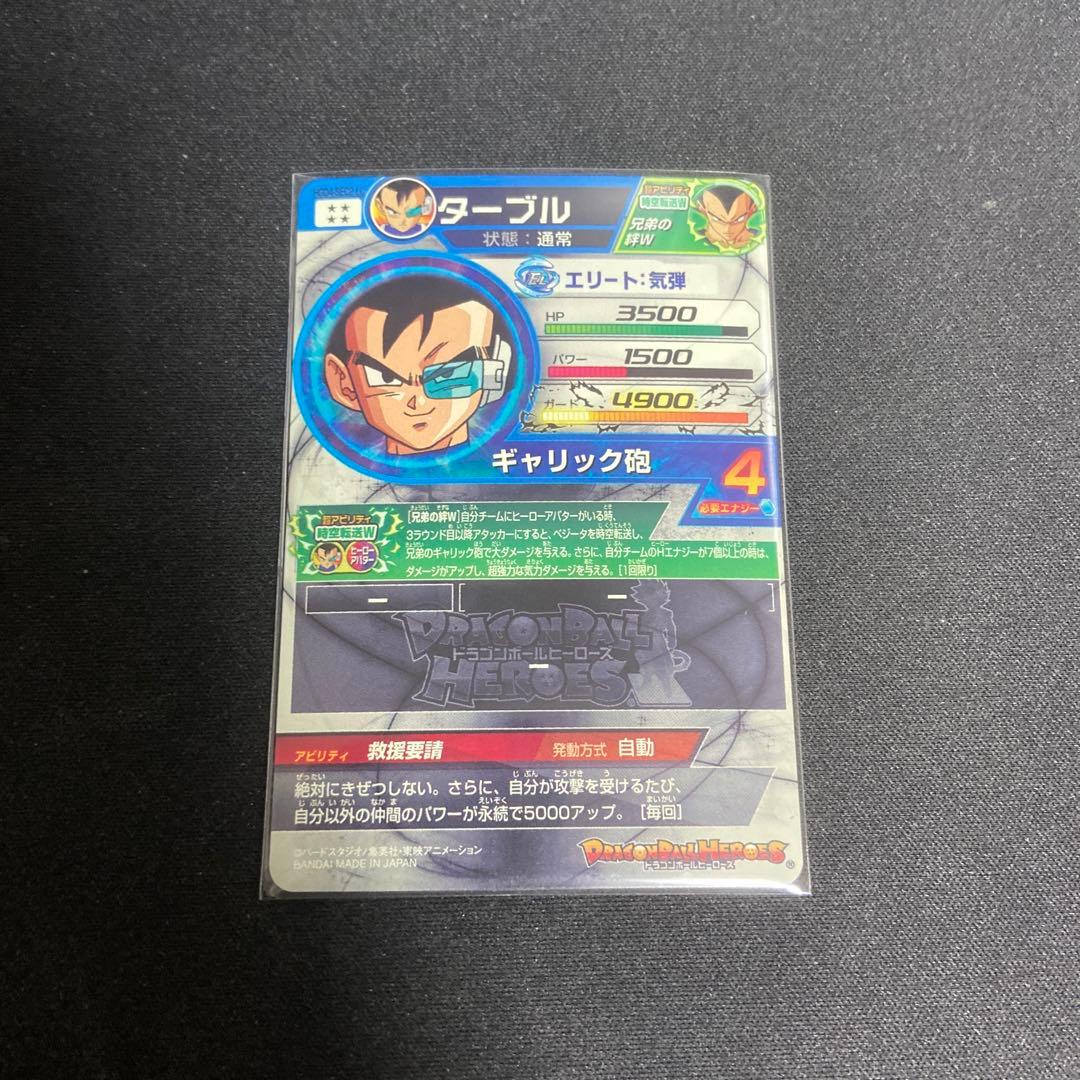 ターブル
状態：通常
超アビリティ
時空転送W
兄弟の
絆W
EL
エリート：気弾
HP 3500
パワー 1500
ガード 4900
ギャリック砲
4
必要エナジー
超アビリティ
時空転送W
ヒーロー
アバター
[兄弟の絆W]自分チームにヒーローアバターがいる時、
3ラウンド目以降アタッカーにすると、ベジータを時空転送し、
兄弟のギャリック砲で大ダメージを与える。さらに、自分チームのHエナジーが7個以上の時は、
ダメージがアップし、超強力な気力ダメージを与える。[1回限り]
ー
ー
DRAGON BALL
ドラゴンボールヒーローズ
ー
HEROES
アビリティ 救援要請 発動方式 自動
絶対にきぜつしない。さらに、自分が攻撃を受けるたび、
自分以外の仲間のパワーが永続で5000アップ。[毎回]
©バードスタジオ/集英社・東映アニメーション
BANDAI MADE IN JAPAN
DRAGON BALL HEROES
ドラゴンボールヒーローズ